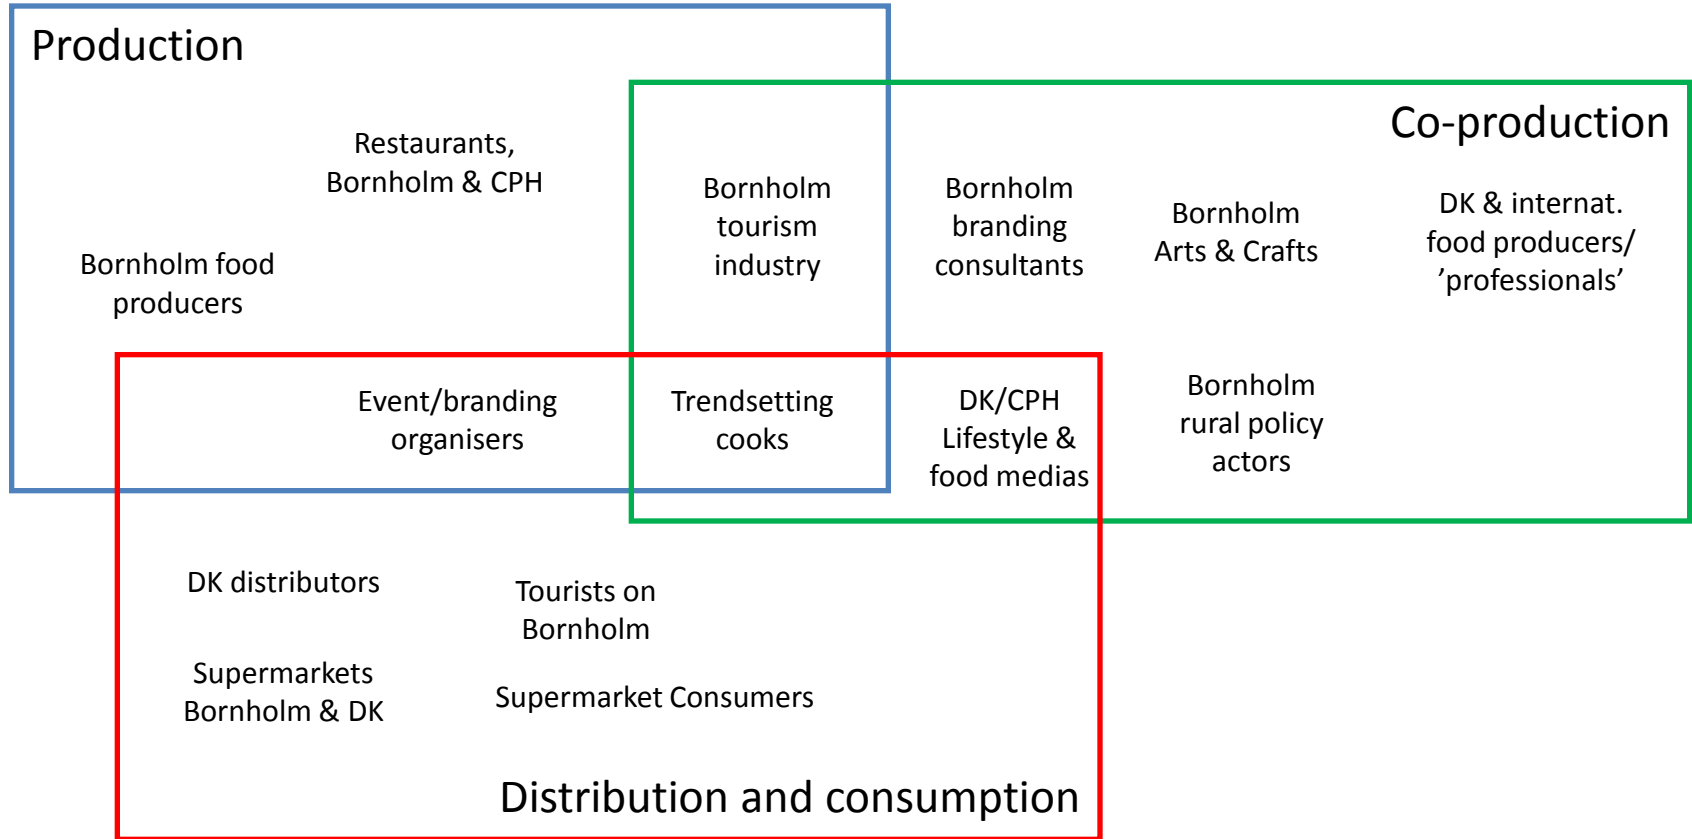 Production
Co-production
Restaurants,
Bornholm & CPH
Bornholm food
producers
Bornholm
tourism
industry
Bornholm
branding
consultants
Bornholm
Arts & Crafts
DK & internat.
food producers/
’professionals’
Event/branding
organisers
Trendsetting
cooks
DK/CPH
Lifestyle &
food medias
Bornholm
rural policy
actors
DK distributors
Tourists on
Bornholm
Supermarkets
Bornholm & DK
Supermarket Consumers
Distribution and consumption